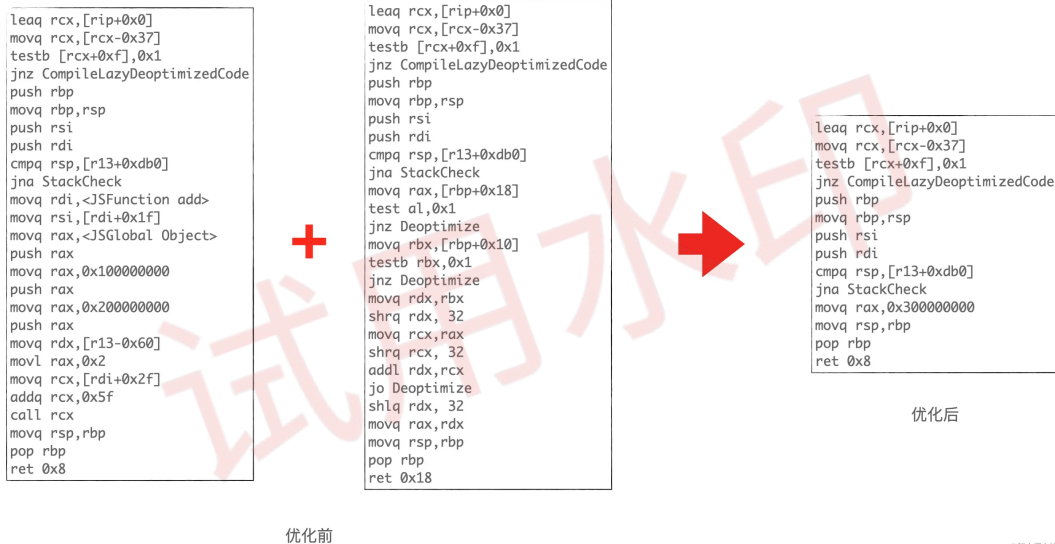 leaq rcx,[rip+0x0]
movq rcx,[rcx-0x37]
testb [rcx+0xf],0x1
jnz CompileLazyDeoptimizedCode
push rbp
movq rbp,rsp
push rsi
push rdi
cmpq rsp,[r13+0xdb0]
jna StackCheck
movq rdi,<JSFunction add>
movq rsi,[rdi+0x1f]
movq rax,<JSGlobal Object>
push rax
movq rax,0x100000000
push rax
movq rax,0x200000000
push rax
movq rdx,[r13-0x60]
movl rax,0x2
movq rcx,[rdi+0x2f]
addq rcx,0x5f
call rcx
movq rsp,rbp
pop rbp
ret 0x8
+
leaq rcx,[rip+0x0]
movq rcx,[rcx-0x37]
testb [rcx+0xf],0x1
jnz CompileLazyDeoptimizedCode
push rbp
movq rbp,rsp
push rsi
push rdi
cmpq rsp,[r13+0xdb0]
jna StackCheck
movq rax,[rbp+0x18]
test al,0x1
jnz Deoptimize
movq rbx,[rbp+0x10]
testb rbx,0x1
jnz Deoptimize
movq rdx,rbx
shrq rdx, 32
movq rcx,rax
shrq rcx, 32
addl rdx,rcx
jo Deoptimize
shlq rdx, 32
movq rax,rdx
movq rsp,rbp
pop rbp
ret 0x18
优化前
leaq rcx,[rip+0x0]
movq rcx,[rcx-0x37]
testb [rcx+0xf],0x1
jnz CompileLazyDeoptimizedCode
push rbp
movq rbp,rsp
push rsi
push rdi
cmpq rsp,[r13+0xdb0]
jna StackCheck
movq rax,0x300000000
movq rsp,rbp
pop rbp
ret 0x8
优化后
试用水印